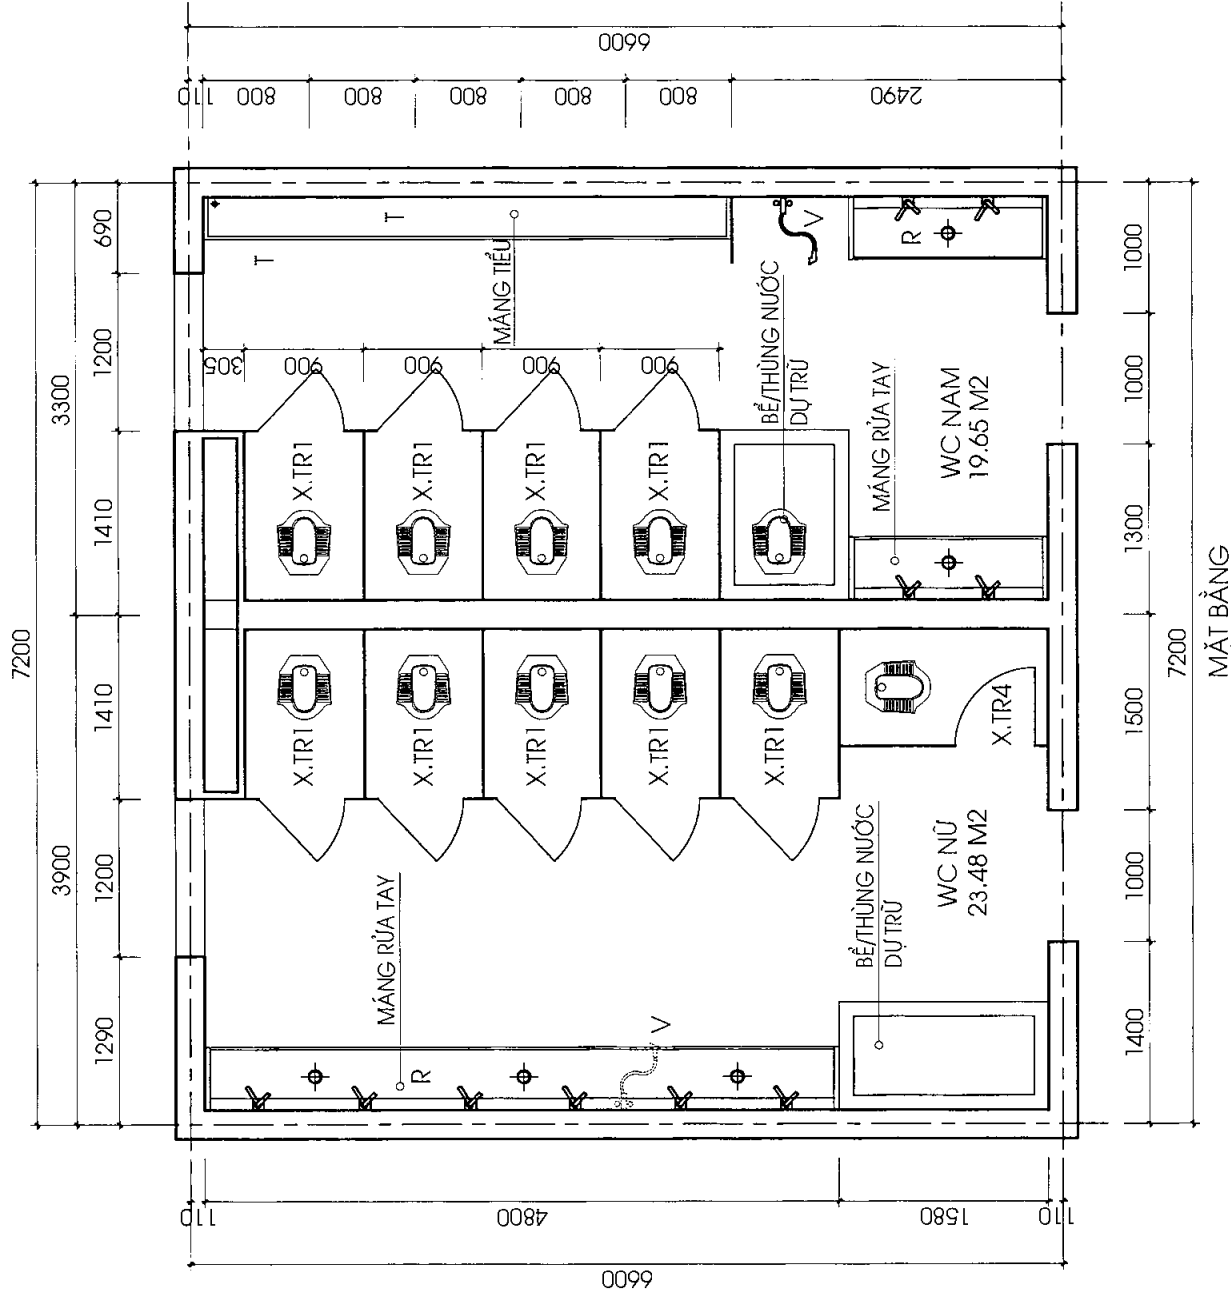 7200
3900
3300
1290
1200
1410
1410
1200
690
6600
110
4800
1580
110
6600
110
800
800
800
800
800
2490
305
900
900
900
900
T
T
MÁNG TIỂU
X.TR1
X.TR1
X.TR1
X.TR1
X.TR1
X.TR1
X.TR1
X.TR1
X.TR1
X.TR4
MÁNG RỬA TAY
R
V
BỂ/THÙNG NƯỚC
DỰ TRỮ
BỂ/THÙNG NƯỚC
DỰ TRỮ
V
R
MÁNG RỬA TAY
WC NỮ
23.48 M2
WC NAM
19.65 M2
1400
1000
1500
1300
1000
1000
7200
MẶT BẰNG